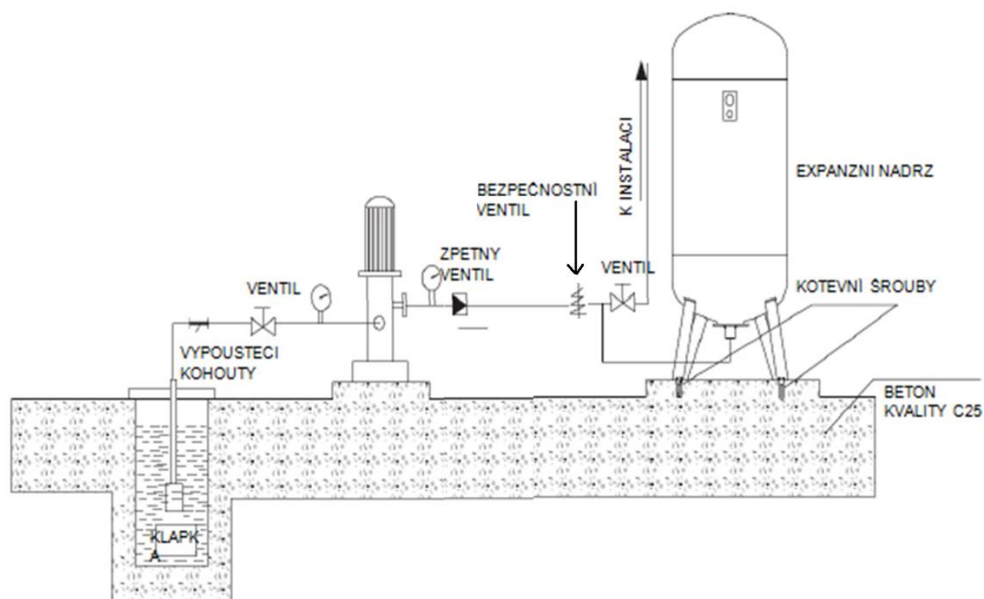 K INSTALACI
EXPANZNI NADRZ
BEZPEČNOSTNÍ
VENTIL
ZPETNY
VENTIL
VENTIL
VENTIL
KOTEVNÍ ŠROUBY
VYPOUSTECI
KOHOUTY
BETON
KVALITY C25
KLAPK
A